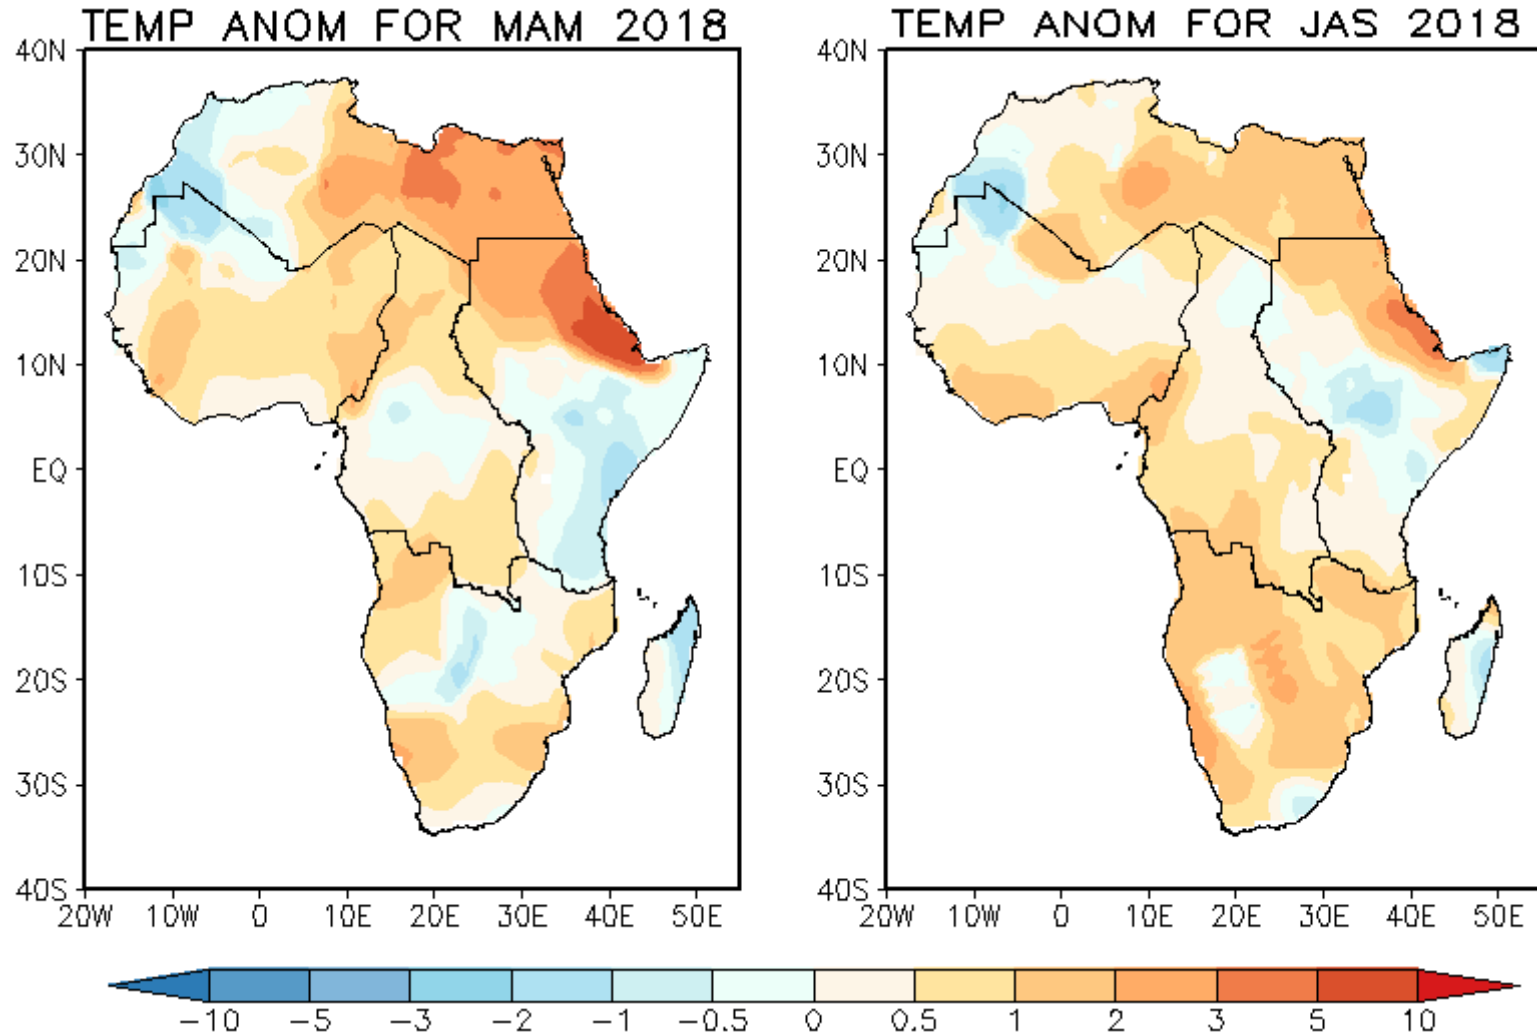 TEMP ANOM FOR MAM 2018
40N
30N
20N
10N
EQ
10S
20S
30S
40S
20W 10W 0 10E 20E 30E 40E 50E
TEMP ANOM FOR JAS 2018
40N
30N
20N
10N
EQ
10S
20S
30S
40S
20W 10W 0 10E 20E 30E 40E 50E
-10 -5 -3 -2 -1 -0.5 0 0.5 1 2 3 5 10